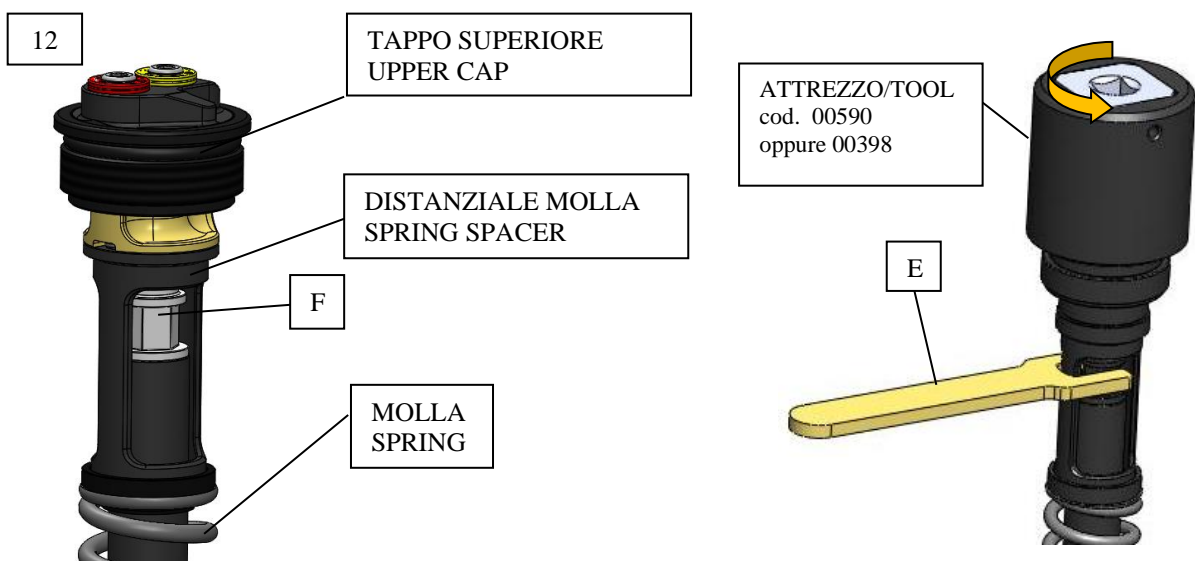 12
TAPPO SUPERIORE
UPPER CAP
DISTANZIALE MOLLA
SPRING SPACER
F
MOLLA
SPRING
ATTREZZO/TOOL
cod. 00590
oppure 00398
E